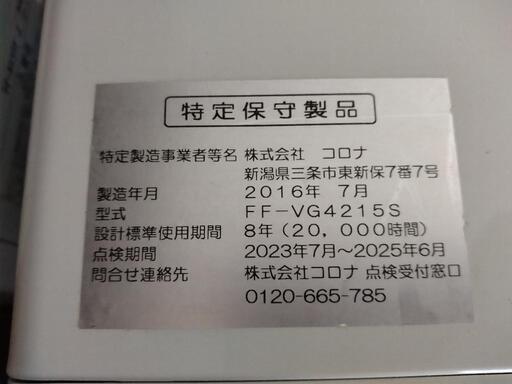 特定保守製品
特定製造事業者等名 株式会社 コロナ
新潟県三条市東新保7番7号
製造年月 2016年 7月
型式 FF-VG4215S
設計標準使用期間 8年(20,000時間)
点検期間 2023年7月～2025年6月
問合せ連絡先 株式会社コロナ 点検受付窓口
0120-665-785